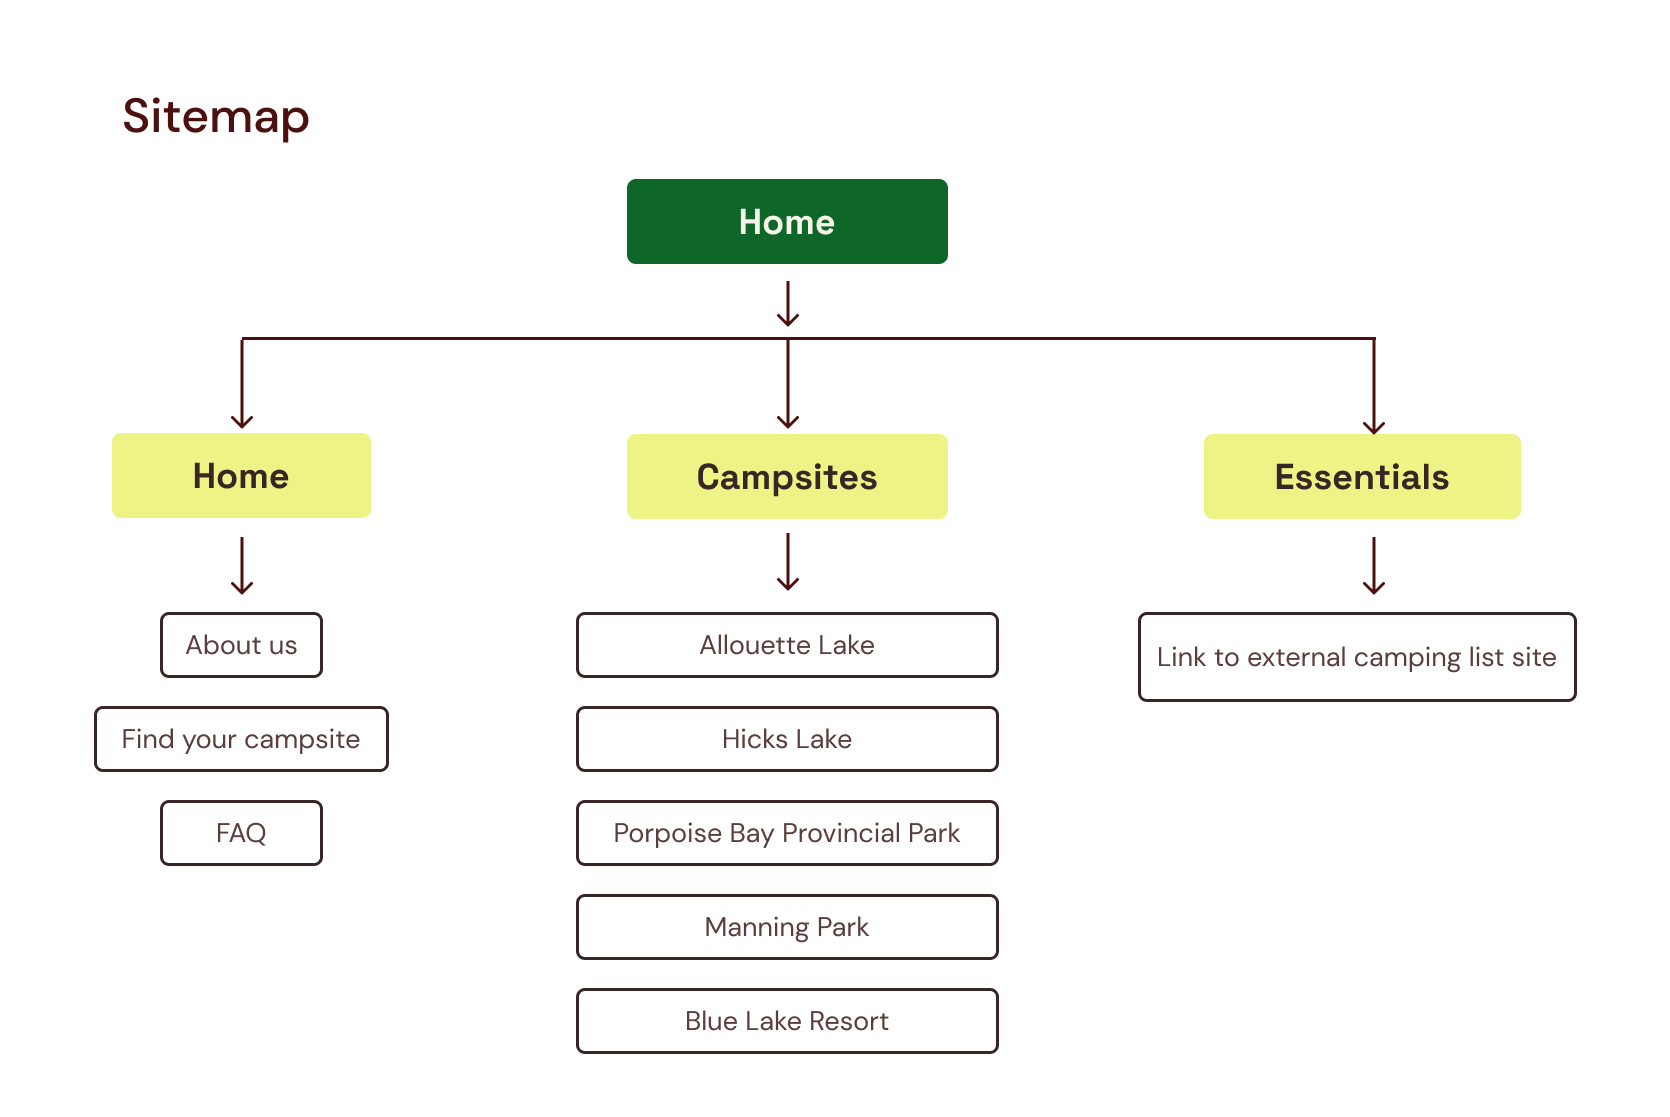 Sitemap
Home
Home
Campsites
Essentials
About us
Find your campsite
FAQ
Allouette Lake
Hicks Lake
Porpoise Bay Provincial Park
Manning Park
Blue Lake Resort
Link to external camping list site